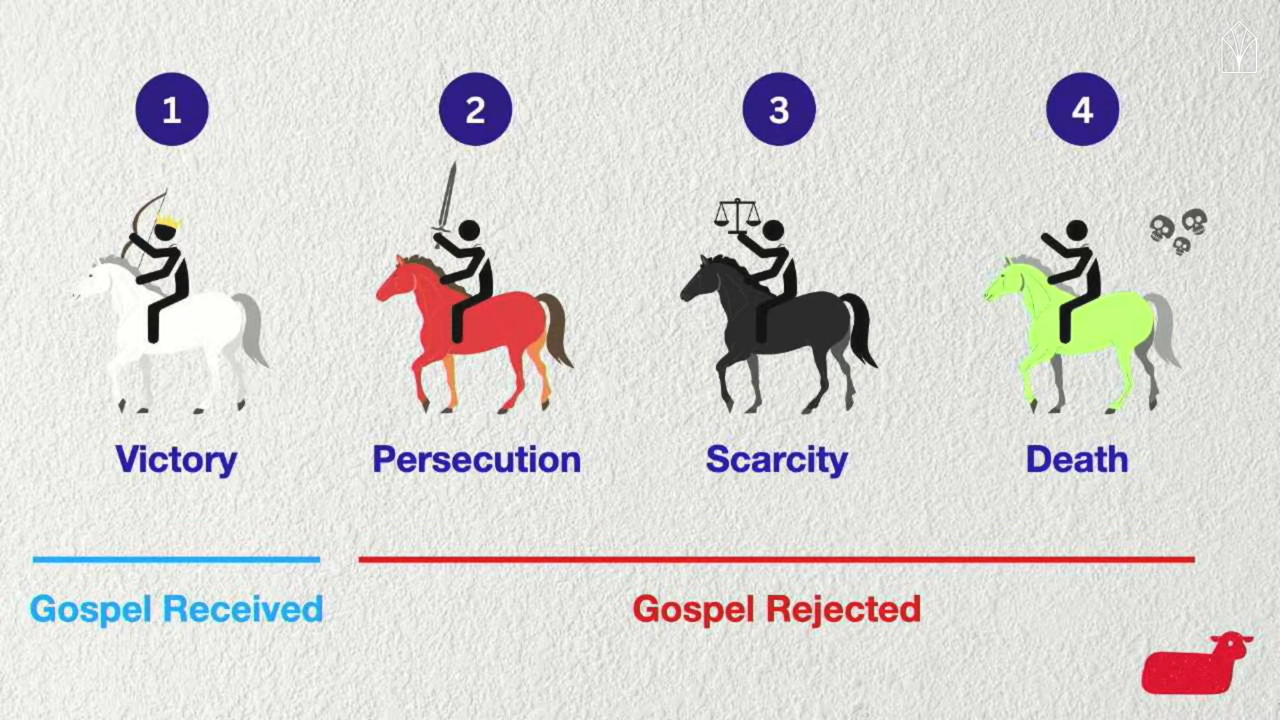 1
2
3
4
Victory
Persecution
Scarcity
Death
Gospel Received
Gospel Rejected